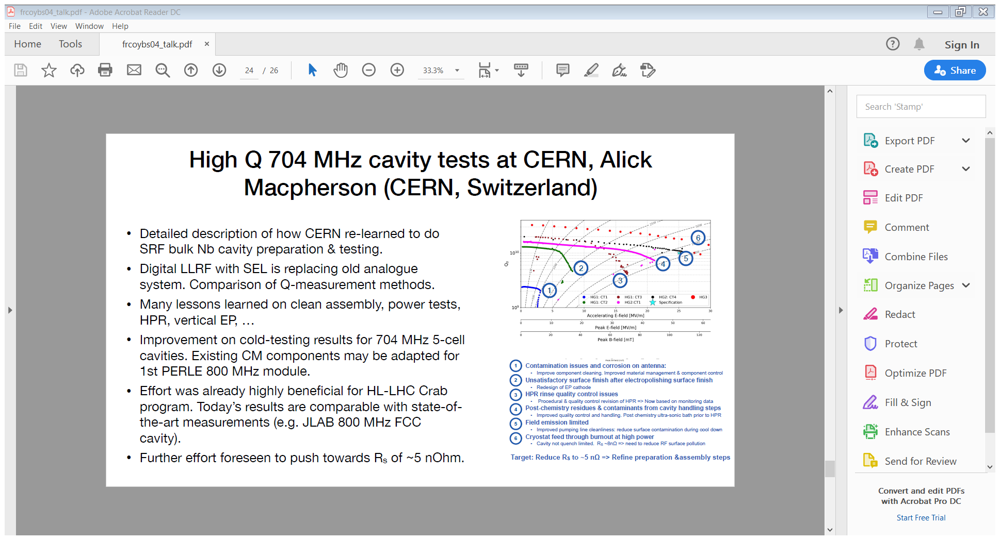 frcoybs04_talk.pdf - Adobe Acrobat Reader DC
File Edit View Window Help
Home Tools frcoybs04_talk.pdf × Sign In
24 / 26 33.3% Share
Search 'Stamp'
Export PDF
Create PDF
Edit PDF
Comment
Combine Files
Organize Pages
Redact
Protect
Optimize PDF
Fill & Sign
Enhance Scans
Send for Review
Convert and edit PDFs
with Acrobat Pro DC
Start Free Trial
High Q 704 MHz cavity tests at CERN, Alick
Macpherson (CERN, Switzerland)
• Detailed description of how CERN re-learned to do
SRF bulk Nb cavity preparation & testing.
• Digital LLRF with SEL is replacing old analogue
system. Comparison of Q-measurement methods.
• Many lessons learned on clean assembly, power tests,
HPR, vertical EP, …
• Improvement on cold-testing results for 704 MHz 5-cell
cavities. Existing CM components may be adapted for
1st PERLE 800 MHz module.
• Effort was already highly beneficial for HL-LHC Crab
program. Today's results are comparable with state-of-
the-art measurements (e.g. JLAB 800 MHz FCC
cavity).
• Further effort foreseen to push towards Rs of ~5 nOhm.
25W 50W
10¹⁰
Q₀
1W
10⁹
1 2 3 4 5 6
HG1: CT1 HG1: CT3 HG2: CT4 HG3
HG1: CT2 HG2:CT1 Specification
0 5 10 15 20 25 30
Accelerating E-field [MV/m]
0 10 20 30 40 50 60
Peak E-field [MV/m]
0 20 40 60 80 100 120
Peak B-field [mT]
1 Contamination issues and corrosion on antenna:
• Improve component cleaning. Improved material management & component control
2 Unsatisfactory surface finish after electropolishing surface finish
• Redesign of EP cathode
3 HPR rinse quality control issues
• Procedural & quality control revision of HPR => Now based on monitoring data
4 Post-chemistry residues & contaminants from cavity handling steps
• Improved quality control and handling. Post chemistry ultra-sonic bath prior to HPR
5 Field emission limited
• Improved pumping line cleanliness: reduce surface contamination during cool down
6 Cryostat feed through burnout at high power
• Cavity not quench limited. Rs ~8nΩ => need to reduce RF surface pollution
Target: Reduce Rs to ~5 nΩ => Refine preparation &assembly steps